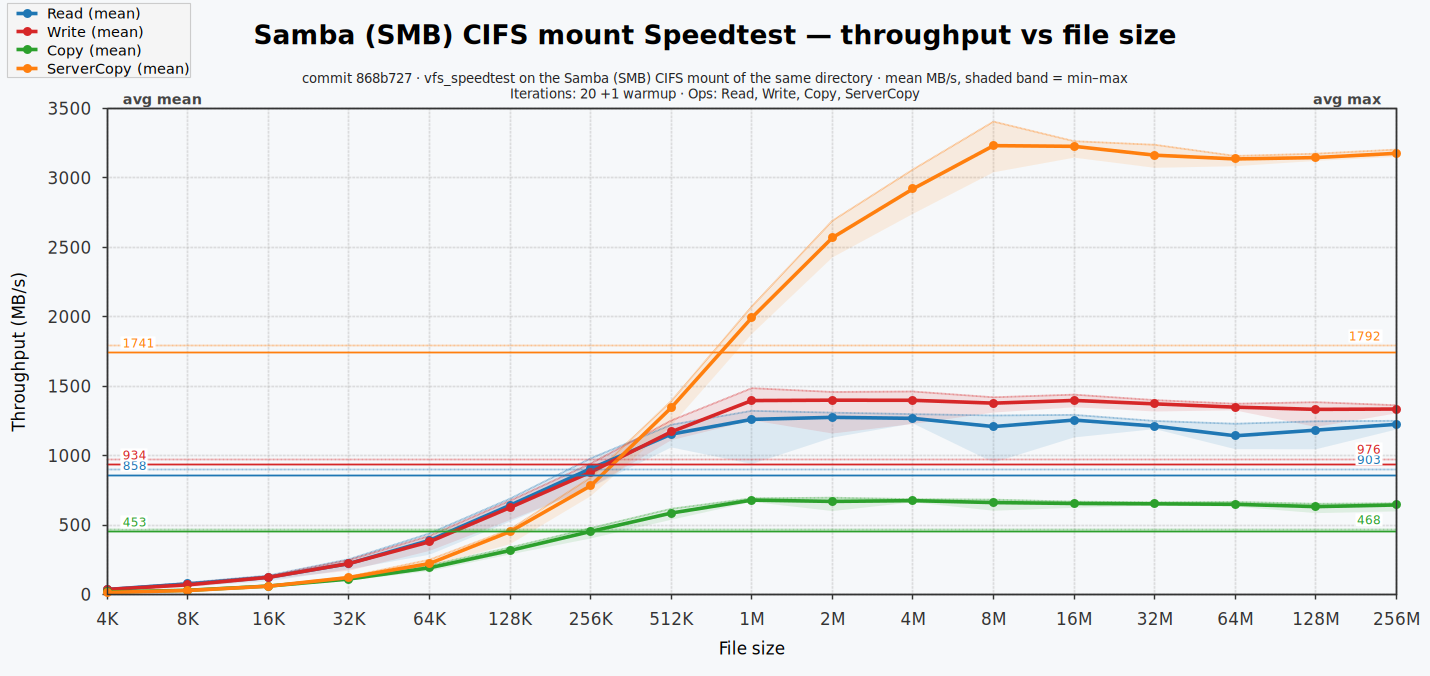 Read (mean)
Write (mean)
Copy (mean)
ServerCopy (mean)
Samba (SMB) CIFS mount Speedtest — throughput vs file size
commit 868b727 · vfs_speedtest on the Samba (SMB) CIFS mount of the same directory · mean MB/s, shaded band = min–max
Iterations: 20 +1 warmup · Ops: Read, Write, Copy, ServerCopy
avg mean
avg max
3500
3000
2500
2000
1500
1000
500
0
Throughput (MB/s)
1741
1792
934
976
858
903
453
468
4K 8K 16K 32K 64K 128K 256K 512K 1M 2M 4M 8M 16M 32M 64M 128M 256M
File size